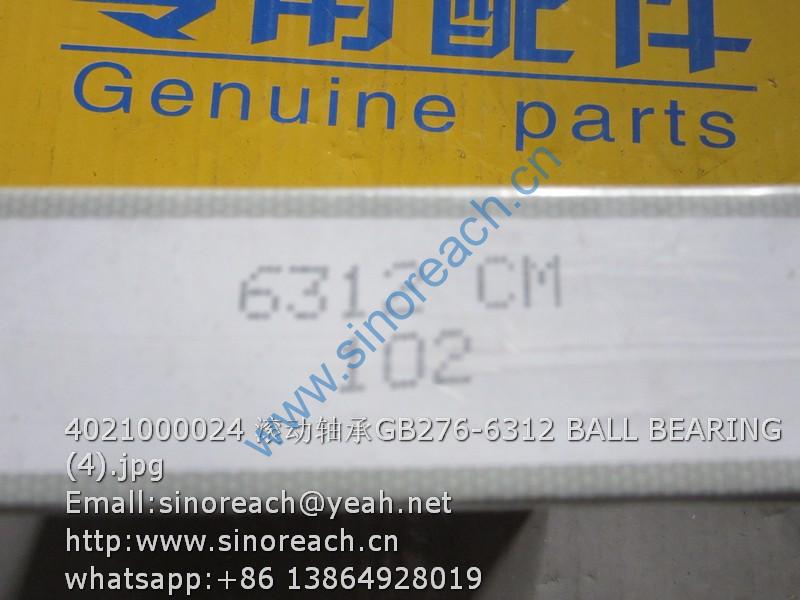 专用配件
Genuine parts
6312 CM
102
www.sinoreach.cn
4021000024 滚动轴承GB276-6312 BALL BEARING
(4).jpg
Emall:sinoreach@yeah.net
http:www.sinoreach.cn
whatsapp:+86 13864928019